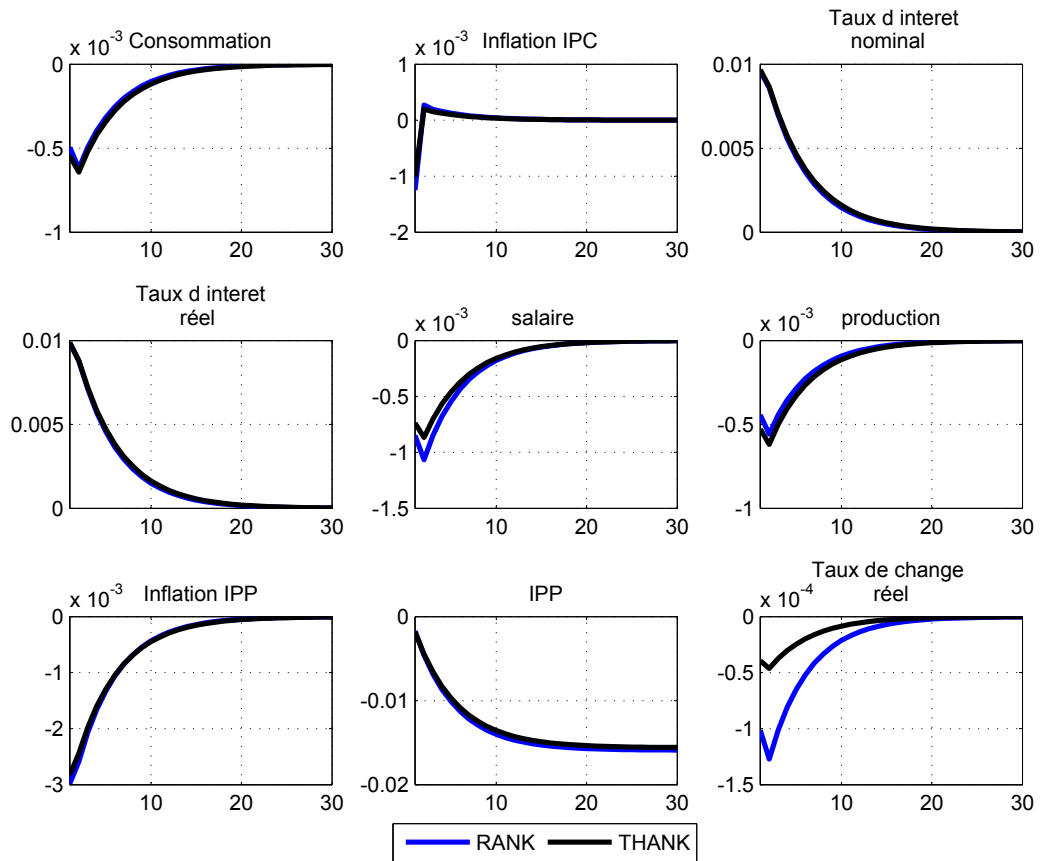 x 10-3 Consommation
0
-0.5
-1
10 20 30
x 10-3 Inflation IPC
1
0
-1
-2
10 20 30
Taux d interet
nominal
0.01
0.005
0
10 20 30
Taux d interet
réel
0.01
0.005
0
10 20 30
x 10-3 salaire
0
-0.5
-1
-1.5
10 20 30
x 10-3 production
0
-0.5
-1
10 20 30
x 10-3 Inflation IPP
0
-1
-2
-3
10 20 30
IPP
0
-0.01
-0.02
10 20 30
Taux de change
x 10-4 réel
0
-0.5
-1
-1.5
10 20 30
RANK THANK